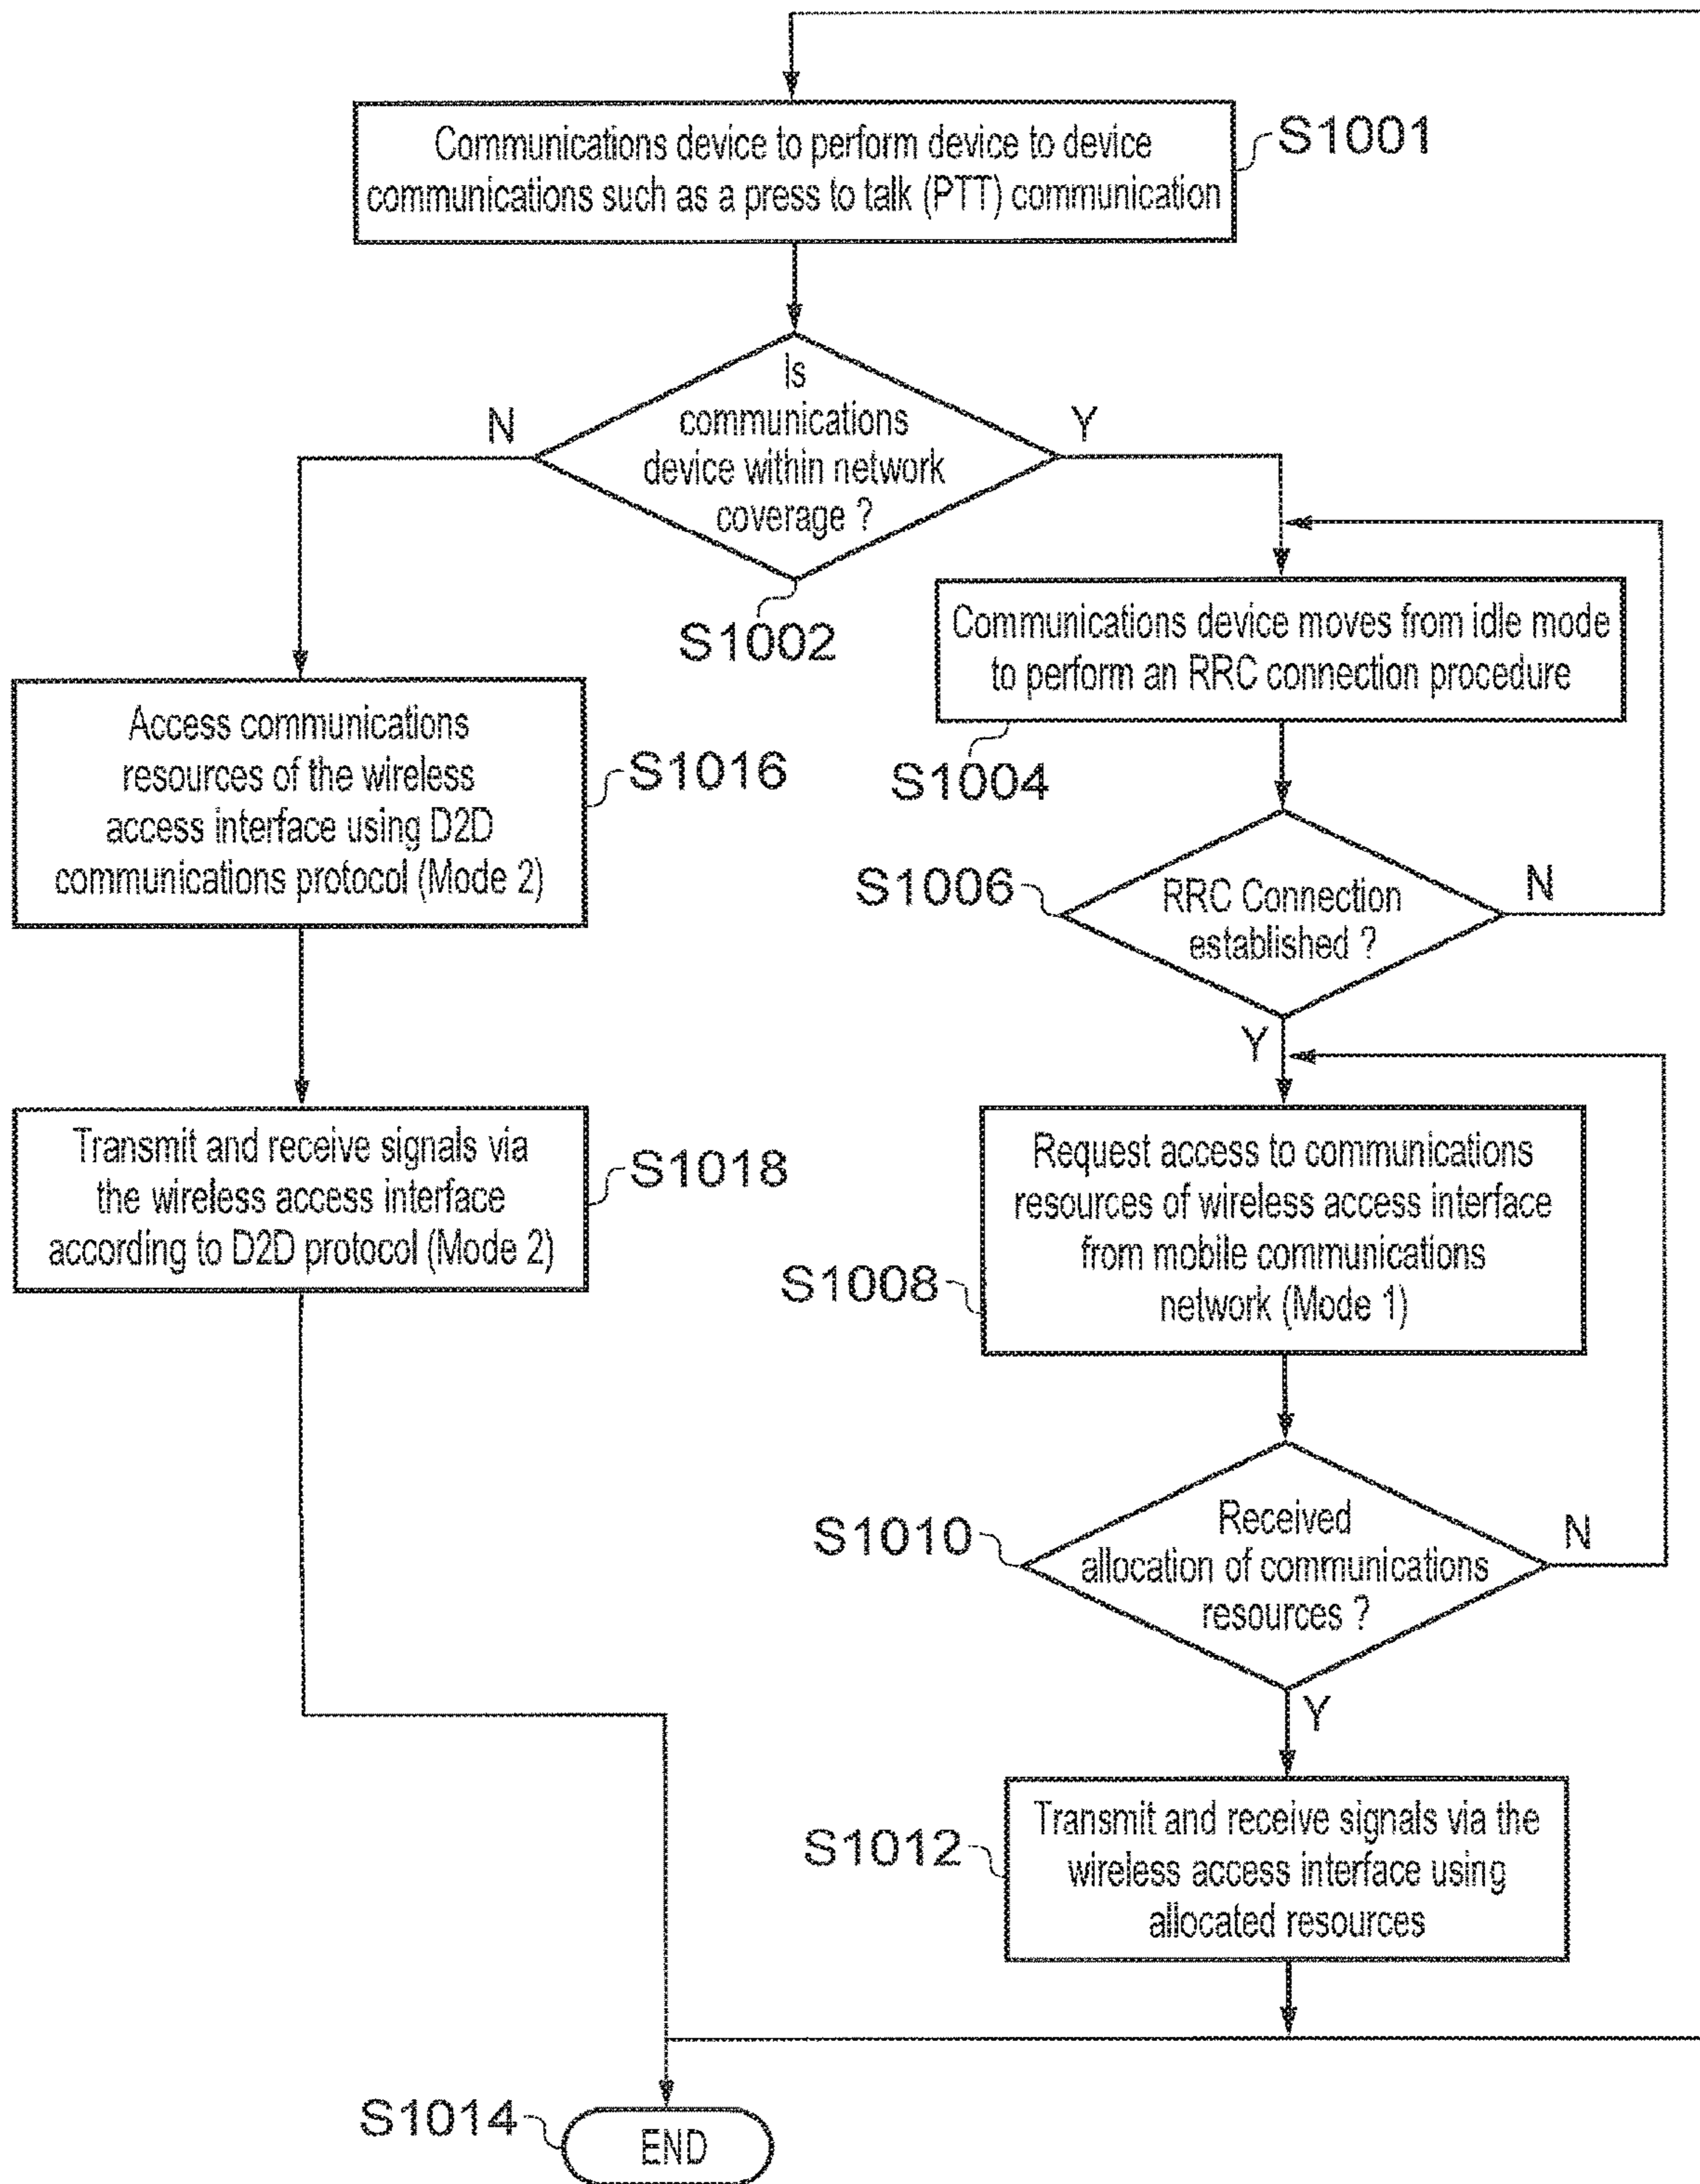 Communications device to perform device to device
communications such as a press to talk (PTT) communication
S1001
Is
communications
device within network
coverage ?
N
Y
S1002
Communications device moves from idle mode
to perform an RRC connection procedure
S1004
Access communications
resources of the wireless
access interface using D2D
communications protocol (Mode 2)
S1016
S1006
RRC Connection
established ?
N
Y
Transmit and receive signals via
the wireless access interface
according to D2D protocol (Mode 2)
S1018
Request access to communications
resources of wireless access interface
from mobile communications
network (Mode 1)
S1008
S1010
Received
allocation of communications
resources ?
N
Y
Transmit and receive signals via the
wireless access interface using
allocated resources
S1012
S1014
END